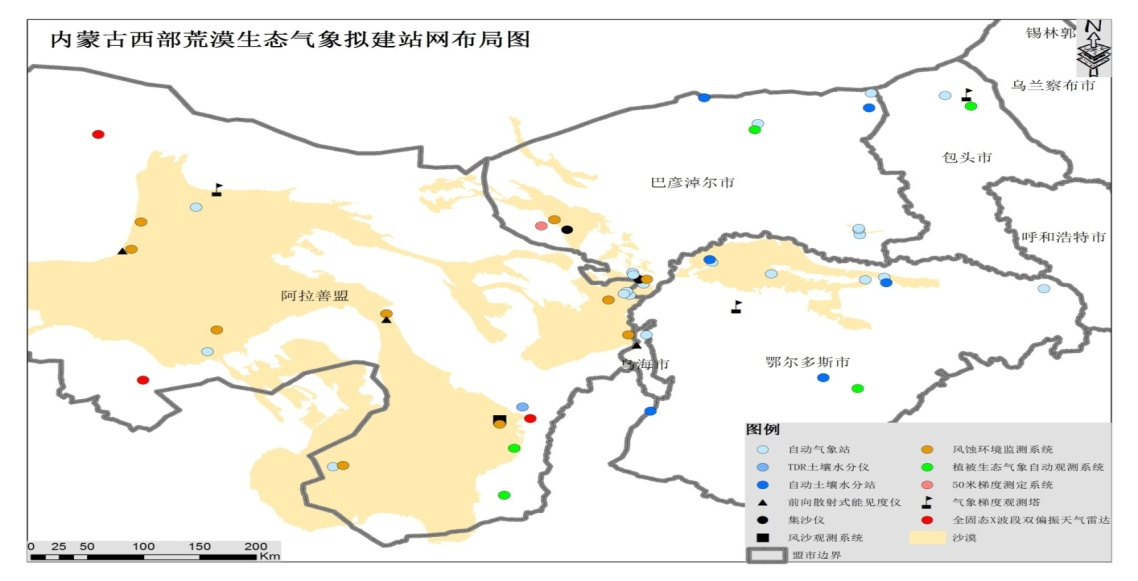 内蒙古西部荒漠生态气象拟建站网布局图
锡林郭
N
乌兰察布市
包头市
巴彦淖尔市
呼和浩特市
阿拉善盟
乌海市
鄂尔多斯市
图例
自动气象站
风蚀环境监测系统
TDR土壤水分仪
植被生态气象自动观测系统
自动土壤水分站
50米梯度测定系统
前向散射式能见度仪
气象梯度观测塔
集沙仪
全固态X波段双偏振天气雷达
风沙观测系统
沙漠
盟市边界
0 25 50 100 150 200
Km